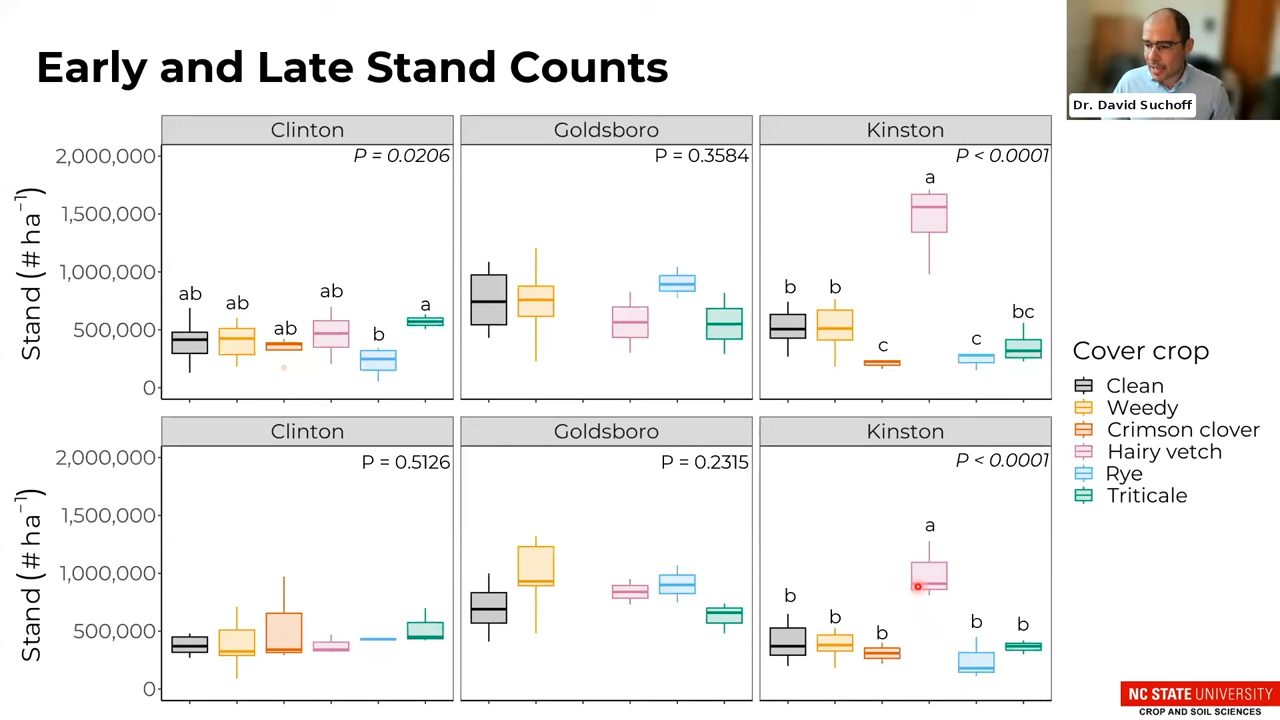 Early and Late Stand Counts
Dr. David Suchoff
Clinton
Goldsboro
Kinston
P = 0.0206
P = 0.3584
P < 0.0001
Stand (# ha⁻¹)
2,000,000
1,500,000
1,000,000
500,000
0
ab
ab
ab
ab
b
a
b
b
c
a
c
bc
Clinton
Goldsboro
Kinston
P = 0.5126
P = 0.2315
P < 0.0001
Stand (# ha⁻¹)
2,000,000
1,500,000
1,000,000
500,000
0
b
b
b
a
b
b
Cover crop
Clean
Weedy
Crimson clover
Hairy vetch
Rye
Triticale
NC STATE UNIVERSITY
CROP AND SOIL SCIENCES